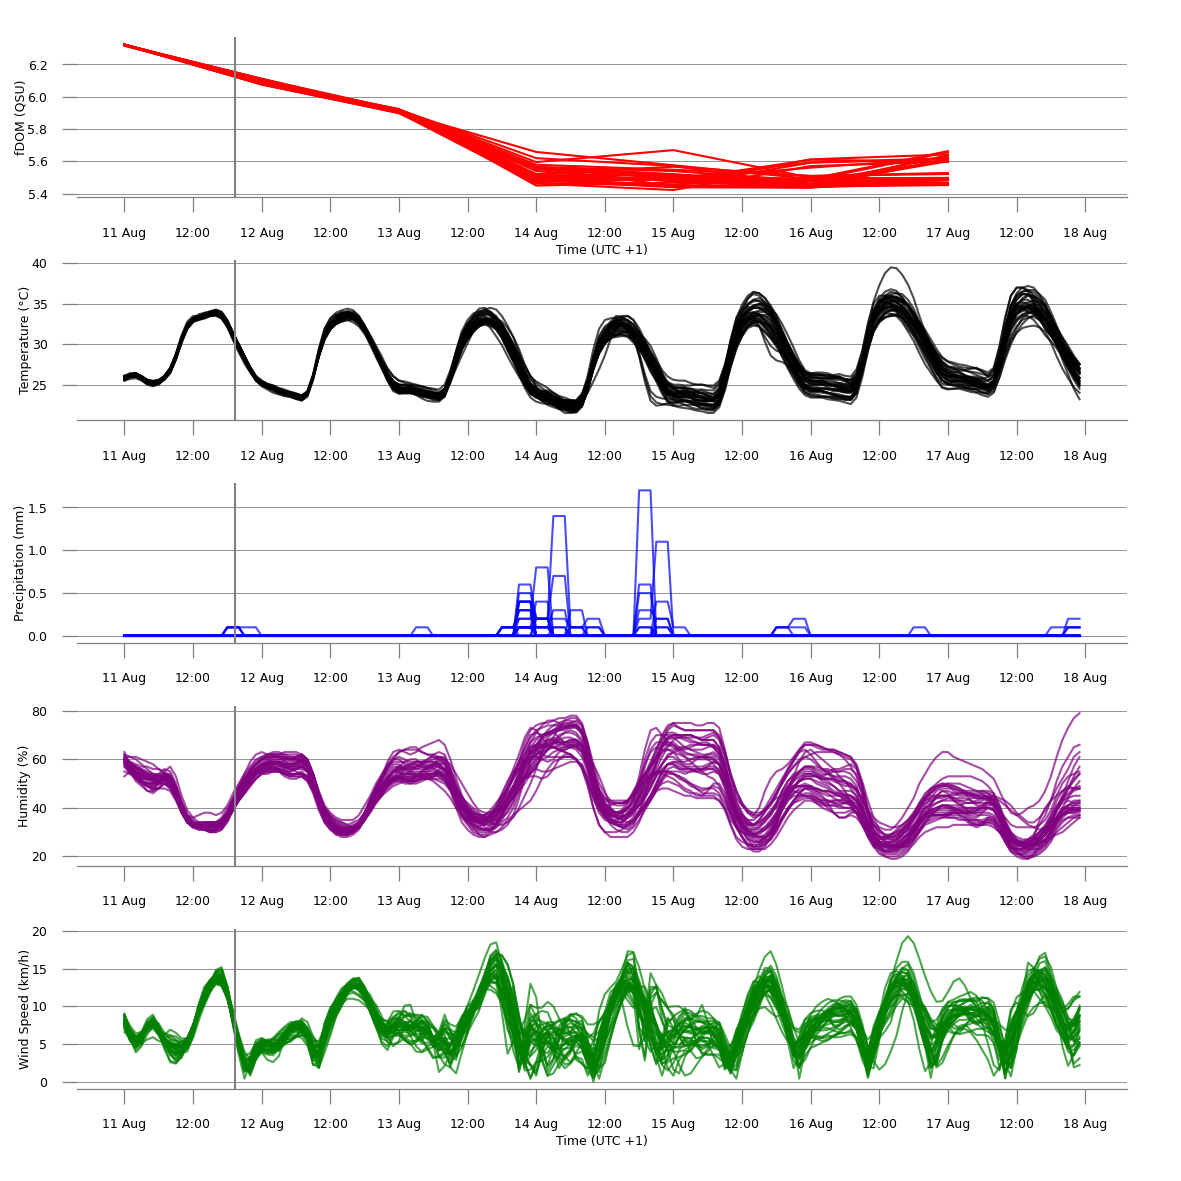 fDOM (QSU)
6.2
6.0
5.8
5.6
5.4
11 Aug 12:00 12 Aug 12:00 13 Aug 12:00 14 Aug 12:00 15 Aug 12:00 16 Aug 12:00 17 Aug 12:00 18 Aug
Time (UTC +1)
Temperature (°C)
40
35
30
25
11 Aug 12:00 12 Aug 12:00 13 Aug 12:00 14 Aug 12:00 15 Aug 12:00 16 Aug 12:00 17 Aug 12:00 18 Aug
Precipitation (mm)
1.5
1.0
0.5
0.0
11 Aug 12:00 12 Aug 12:00 13 Aug 12:00 14 Aug 12:00 15 Aug 12:00 16 Aug 12:00 17 Aug 12:00 18 Aug
Humidity (%)
80
60
40
20
11 Aug 12:00 12 Aug 12:00 13 Aug 12:00 14 Aug 12:00 15 Aug 12:00 16 Aug 12:00 17 Aug 12:00 18 Aug
Wind Speed (km/h)
20
15
10
5
0
11 Aug 12:00 12 Aug 12:00 13 Aug 12:00 14 Aug 12:00 15 Aug 12:00 16 Aug 12:00 17 Aug 12:00 18 Aug
Time (UTC +1)